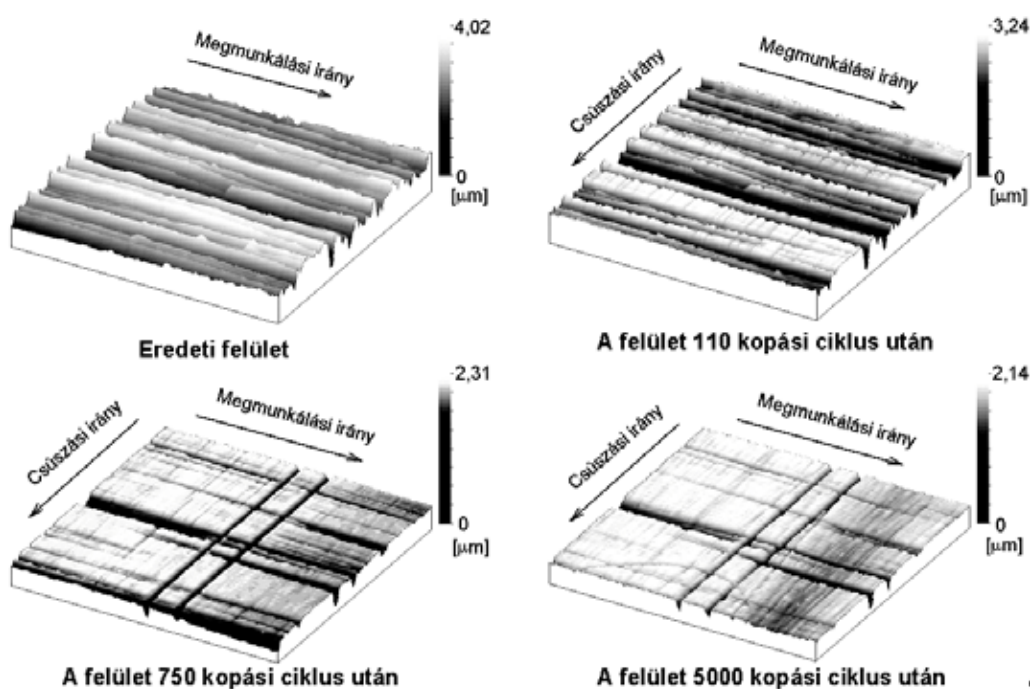 4,02
Megmunkálási irány
0
[µm]
Eredeti felület
3,24
Megmunkálási irány
Csúszási irány
0
[µm]
A felület 110 kopási ciklus után
2,31
Megmunkálási irány
Csúszási irány
0
[µm]
A felület 750 kopási ciklus után
2,14
Megmunkálási irány
Csúszási irány
0
[µm]
A felület 5000 kopási ciklus után